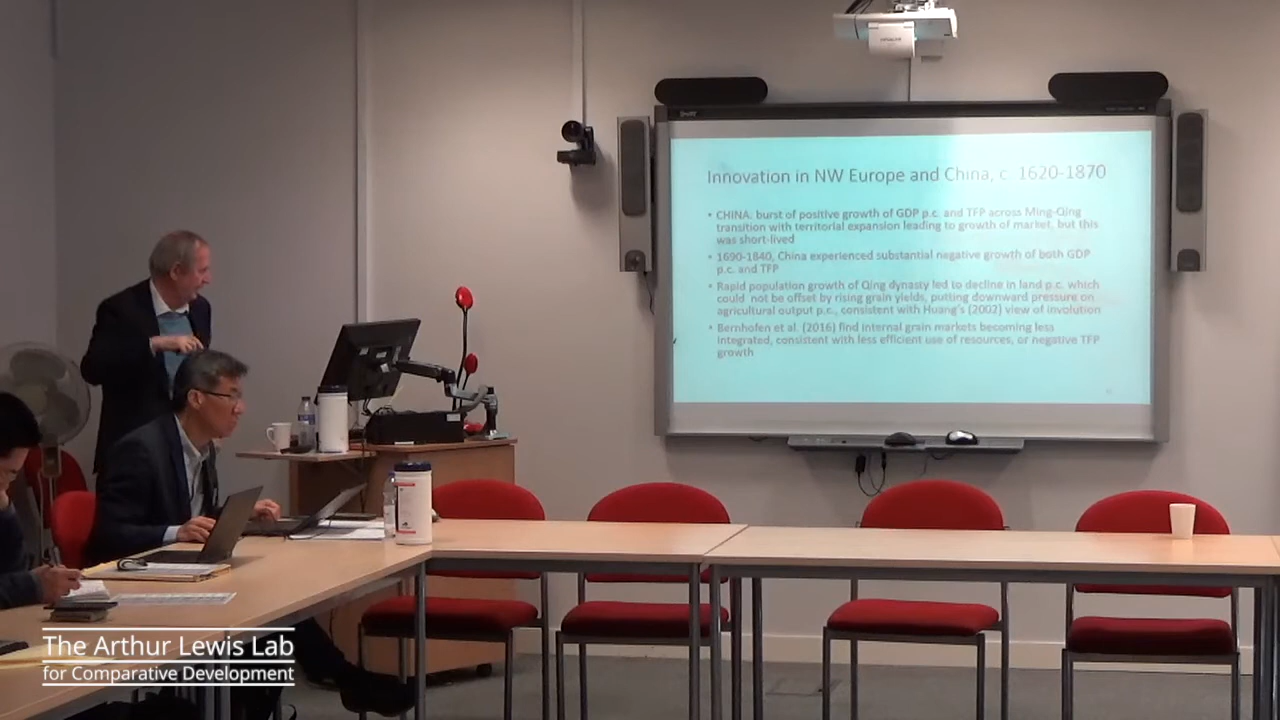 Innovation in NW Europe and China, c. 1620-1870
• CHINA: burst of positive growth of GDP p.c. and TFP across Ming-Qing
transition with territorial expansion leading to growth of market, but this
was short-lived
• 1690-1840, China experienced substantial negative growth of both GDP
p.c. and TFP
• Rapid population growth of Qing dynasty led to decline in land p.c. which
could not be offset by rising grain yields, putting downward pressure on
agricultural output p.c., consistent with Huang's (2002) view of involution
• Bernhofen et al. (2016) find internal grain markets becoming less
integrated, consistent with less efficient use of resources, or negative TFP
growth
The Arthur Lewis Lab
for Comparative Development